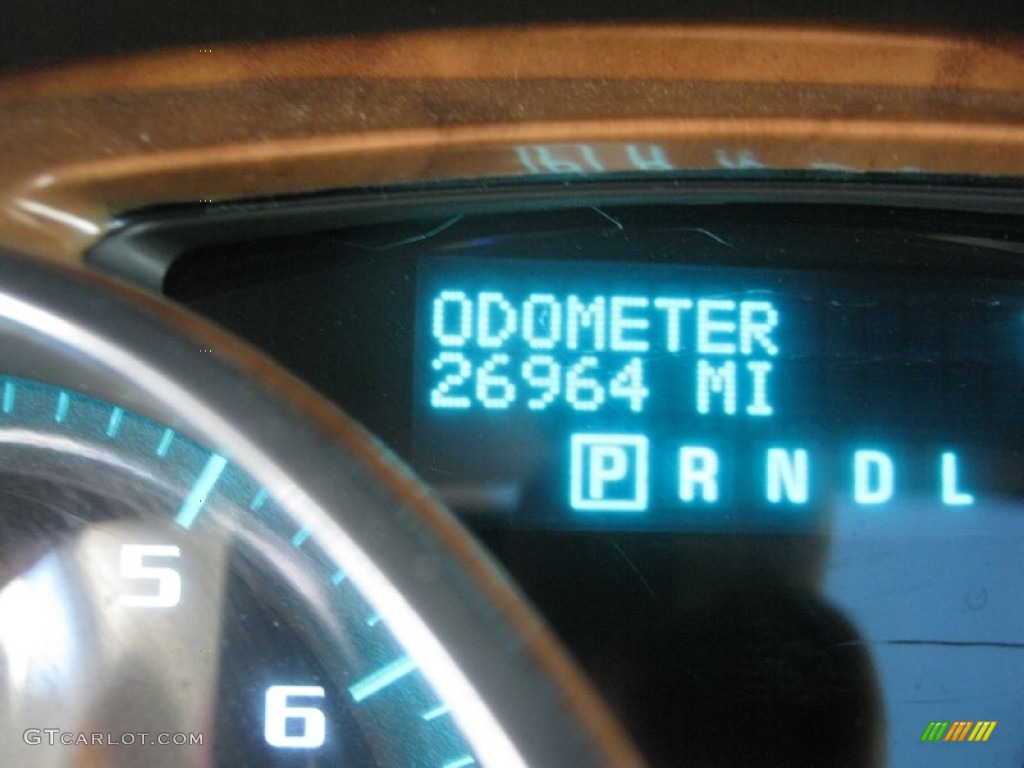 ODOMETER
26964 MI
P R N D L
5
6
GTCARLOT.COM